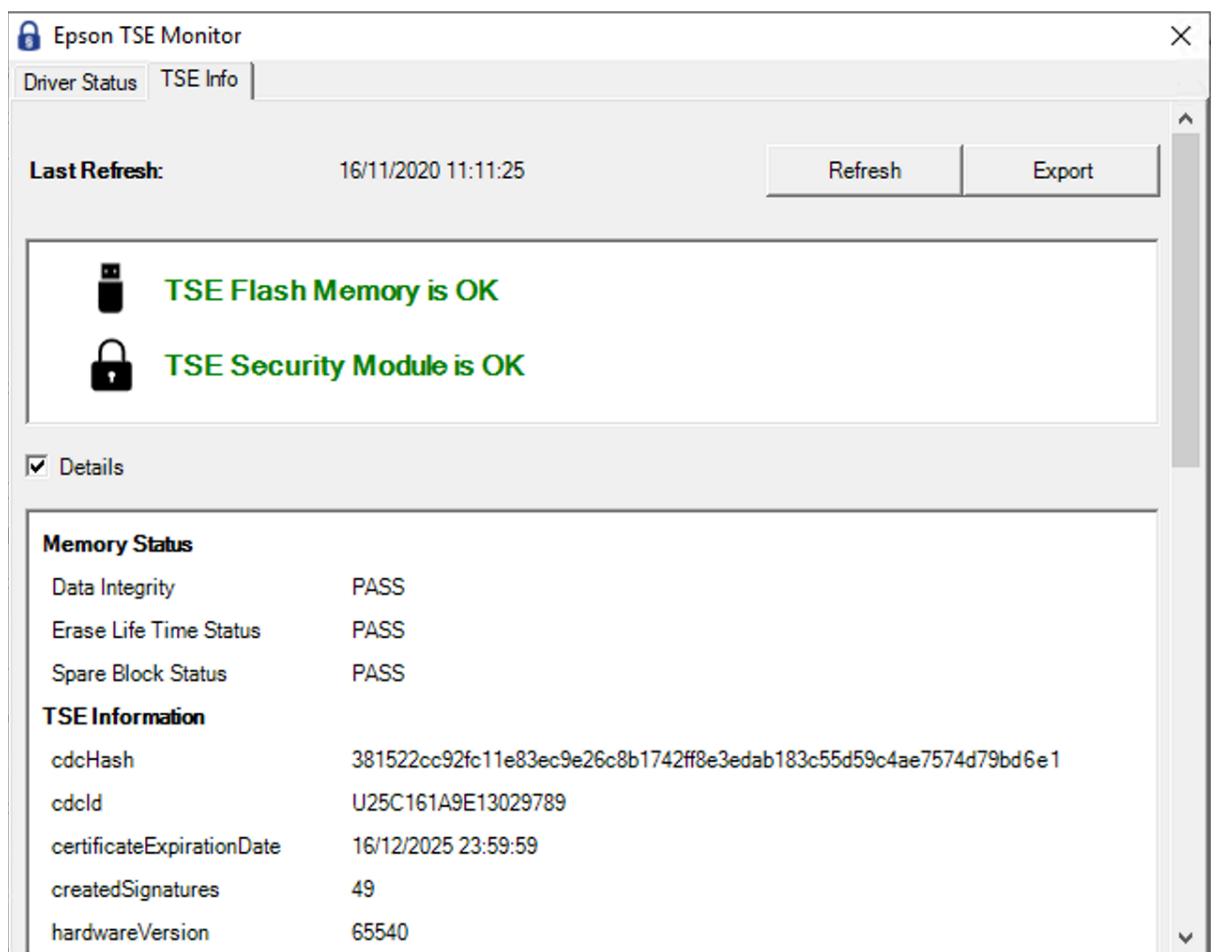 Epson TSE Monitor
Driver Status TSE Info
Last Refresh: 16/11/2020 11:11:25 Refresh Export
TSE Flash Memory is OK
TSE Security Module is OK
Details
Memory Status
Data Integrity PASS
Erase Life Time Status PASS
Spare Block Status PASS
TSE Information
cdcHash 381522cc92fc11e83ec9e26c8b1742ff8e3edab183c55d59c4ae7574d79bd6e1
cdcId U25C161A9E13029789
certificateExpirationDate 16/12/2025 23:59:59
createdSignatures 49
hardwareVersion 65540